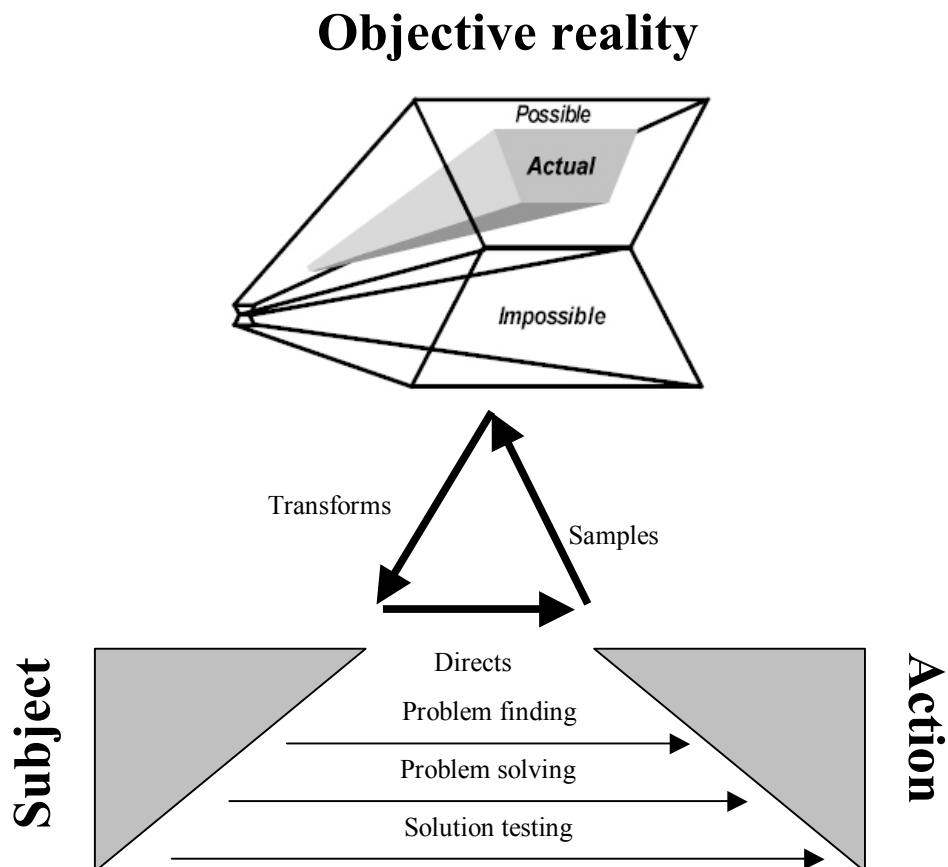 Objective reality
Possible
Actual
Impossible
Transforms
Samples
Subject
Directs
Action
Problem finding
Problem solving
Solution testing